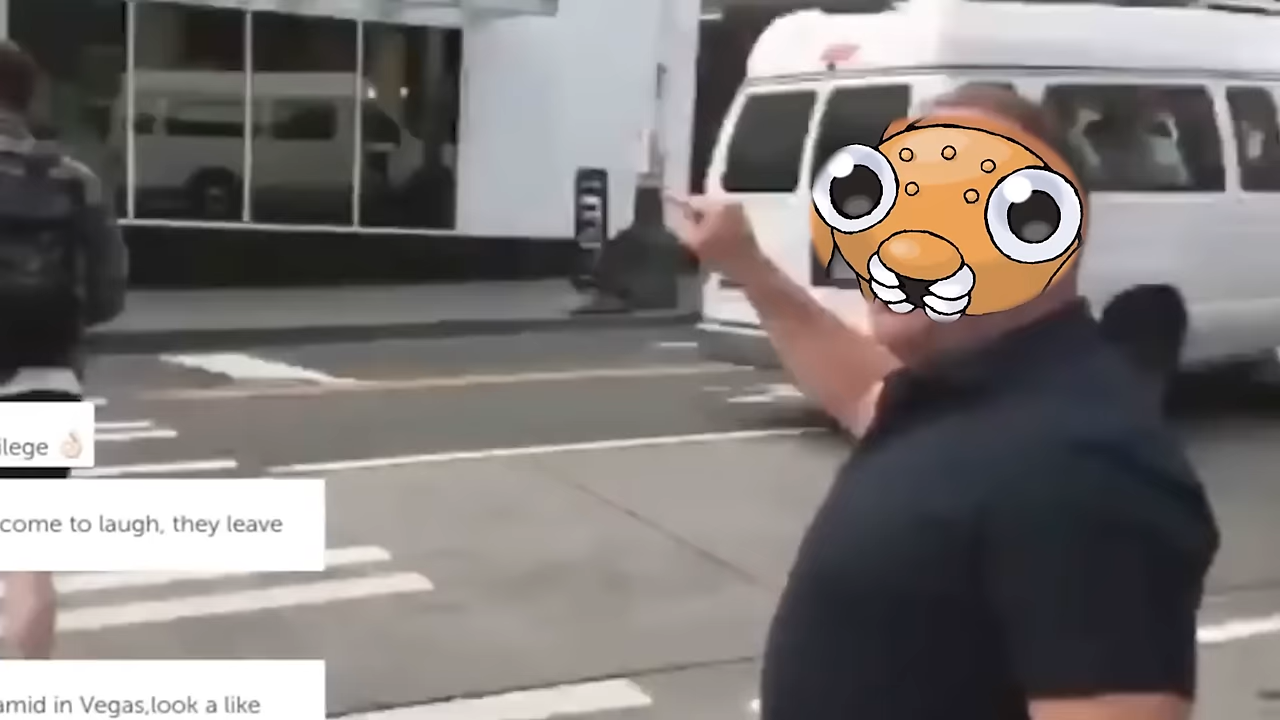 ilege 👌🏻
come to laugh, they leave
amid in Vegas,look a like